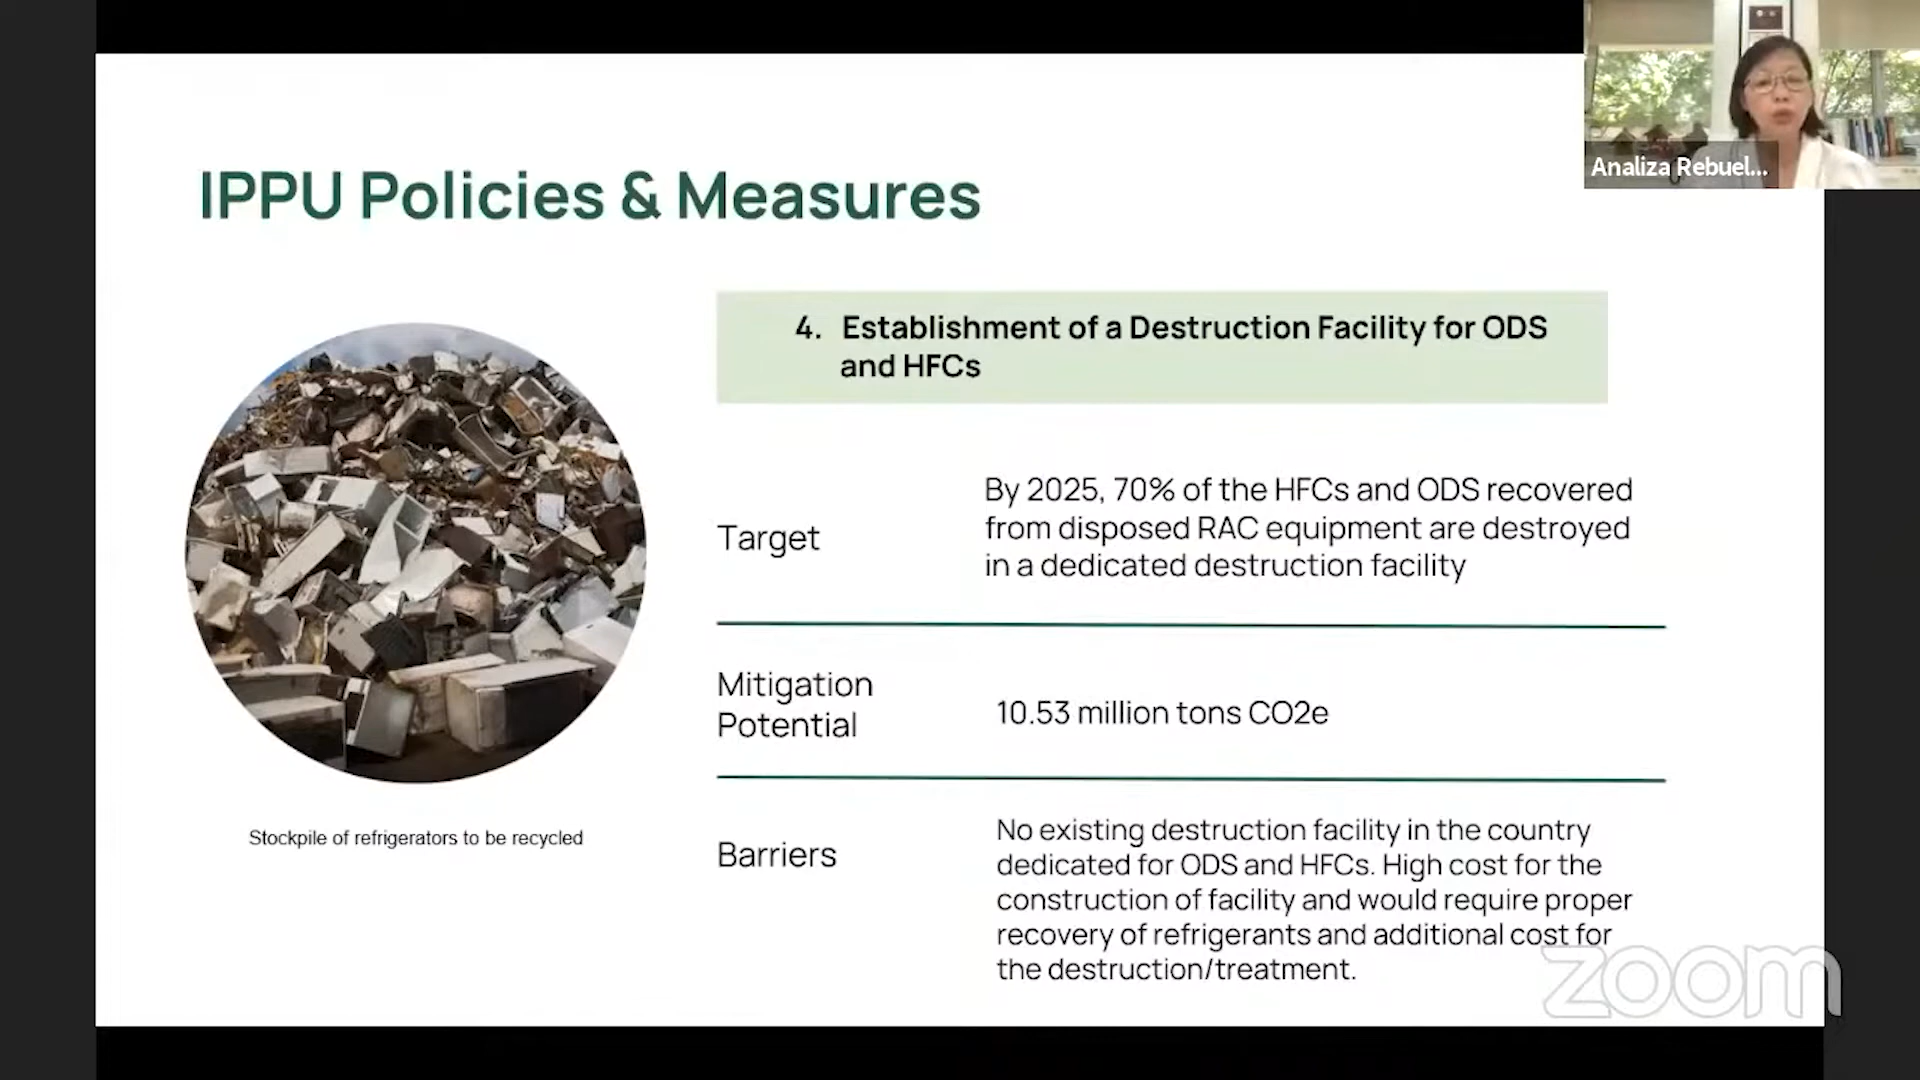 Analiza Rebuel...
IPPU Policies & Measures
4. Establishment of a Destruction Facility for ODS
and HFCs
Target
By 2025, 70% of the HFCs and ODS recovered
from disposed RAC equipment are destroyed
in a dedicated destruction facility
Mitigation
Potential
10.53 million tons CO2e
Barriers
No existing destruction facility in the country
dedicated for ODS and HFCs. High cost for the
construction of facility and would require proper
recovery of refrigerants and additional cost for
the destruction/treatment.
Stockpile of refrigerators to be recycled
zoom